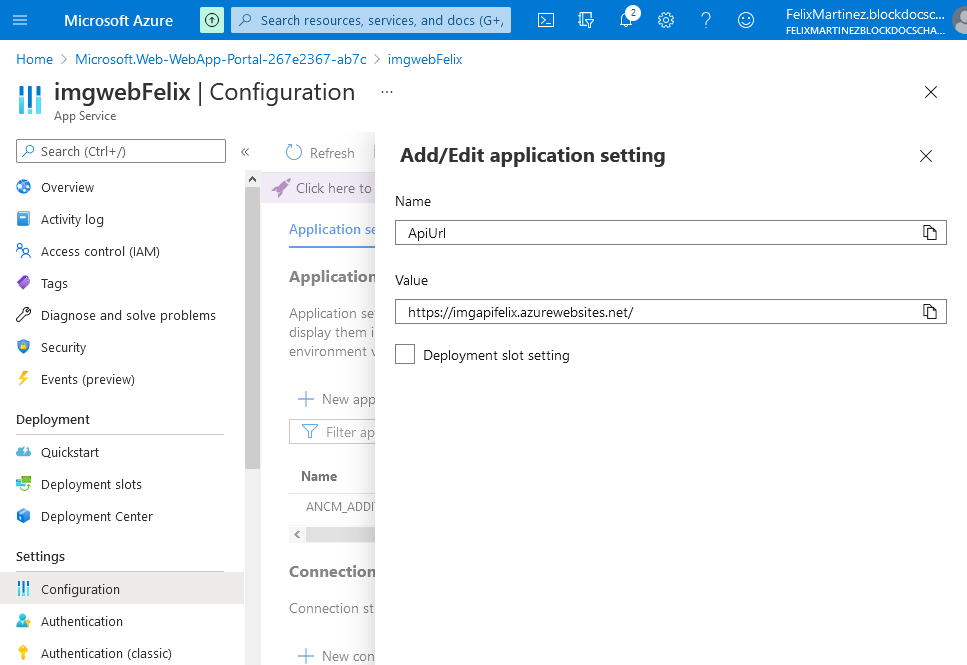 Microsoft Azure
Search resources, services, and docs (G+/)
2
FelixMartinez.blockdocsc...
FELIXMARTINEZBLOCKDOCSCHA...
Home > Microsoft.Web-WebApp-Portal-267e2367-ab7c > imgwebFelix
imgwebFelix | Configuration ...
App Service
Search (Ctrl+/)
«
Overview
Activity log
Access control (IAM)
Tags
Diagnose and solve problems
Security
Events (preview)
Deployment
Quickstart
Deployment slots
Deployment Center
Settings
Configuration
Authentication
Authentication (classic)
Refresh
Click here to
Application se
Application
Application se
display them i
environment v
New app
Filter ap
Name
ANCM_ADDI
Connection
Connection st
New con
Add/Edit application setting
Name
ApiUrl
Value
https://imgapifelix.azurewebsites.net/
Deployment slot setting